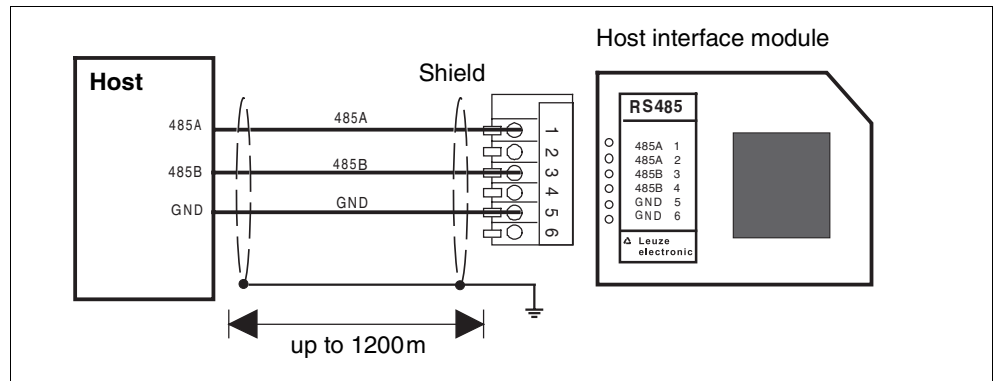 Host interface module
Host
Shield
485A
485A
485B
485B
GND
GND
1
2
3
4
5
6
RS485
485A 1
485A 2
485B 3
485B 4
GND 5
GND 6
Leuze
electronic
up to 1200m